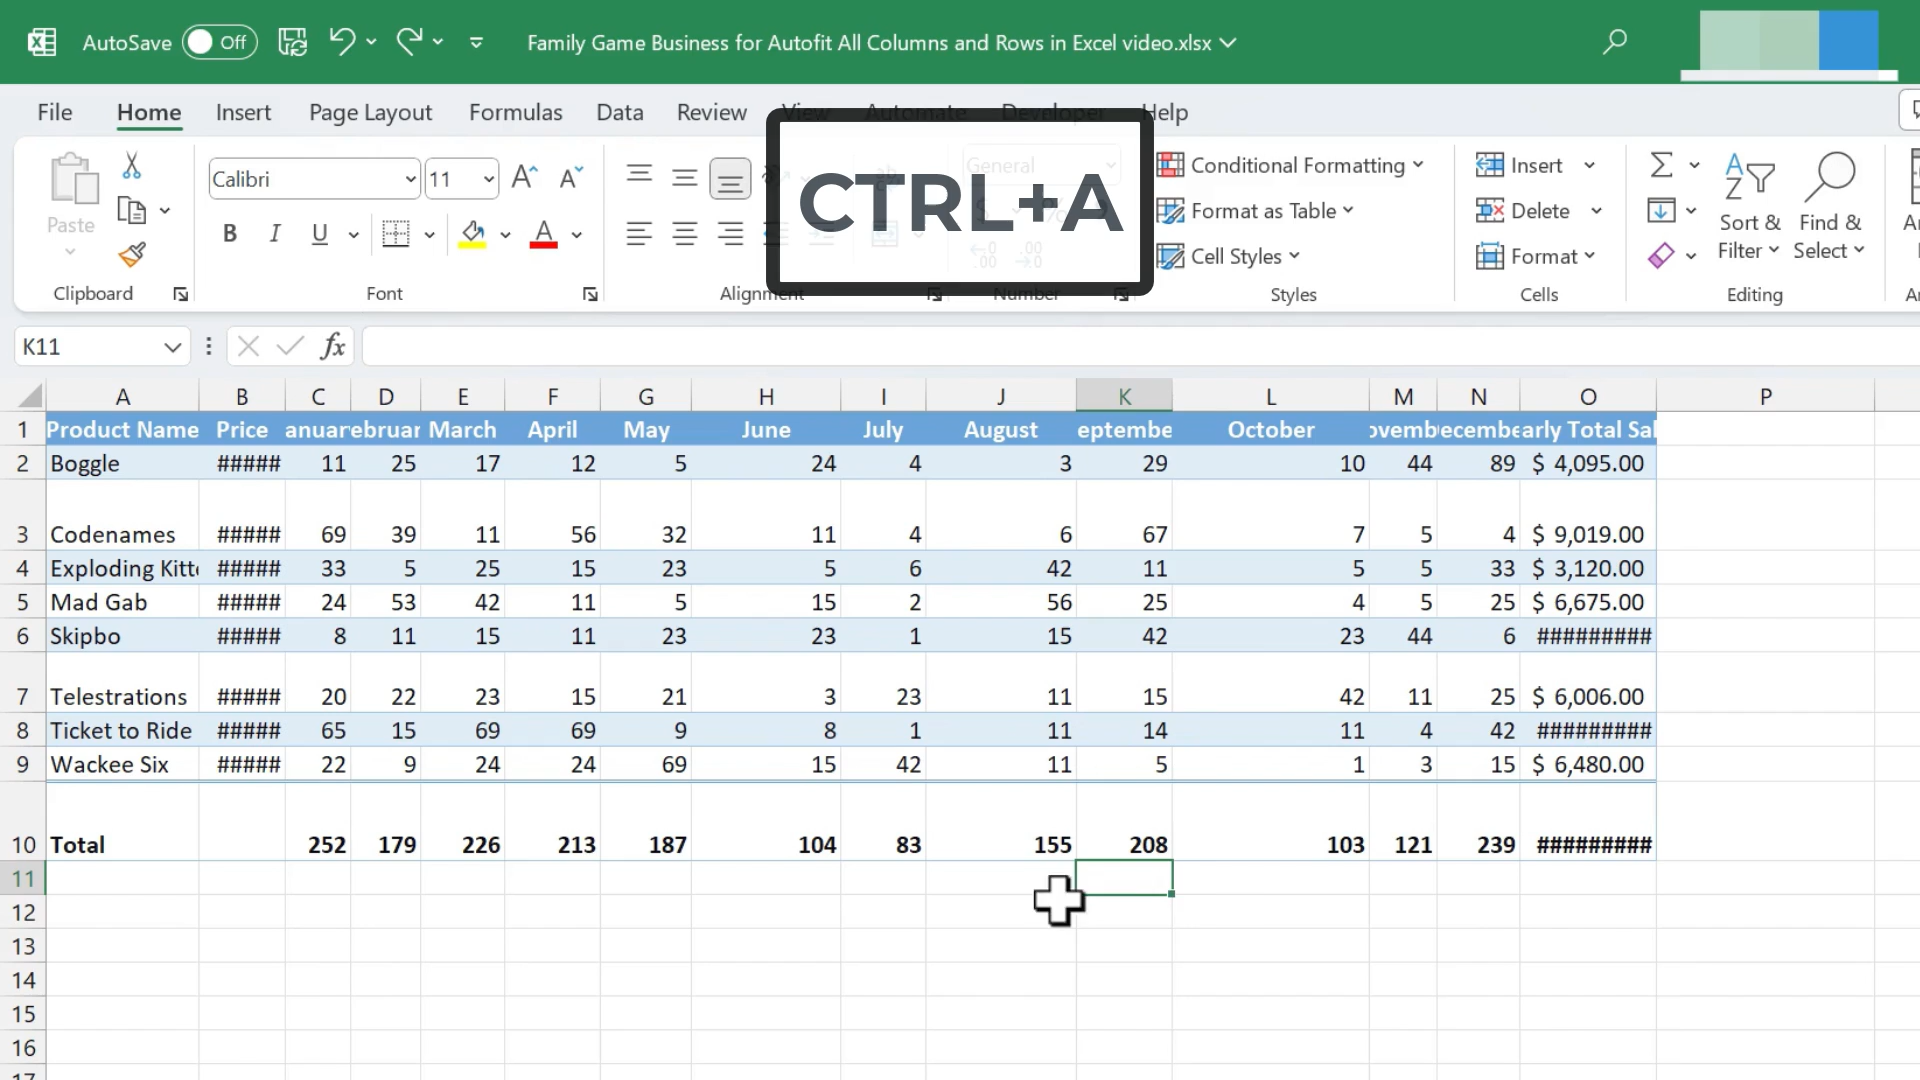 AutoSave Off Family Game Business for Autofit All Columns and Rows in Excel video.xlsx
File Home Insert Page Layout Formulas Data Review View Automate Developer Help
CTRL+A
Paste
Calibri 11
General
B I U A
Conditional Formatting
Format as Table
Cell Styles
Insert
Delete
Format
Sort & Filter
Find & Select
Clipboard Font Alignment Number Styles Cells Editing
K11 fx
A B C D E F G H I J K L M N O P
1 Product Name Price anuar ebruar March April May June July August eptembe October ovemb ecembe arly Total Sal
2 Boggle ##### 11 25 17 12 5 24 4 3 29 10 44 89 $ 4,095.00
3 Codenames ##### 69 39 11 56 32 11 4 6 67 7 5 4 $ 9,019.00
4 Exploding Kitt ##### 33 5 25 15 23 5 6 42 11 5 5 33 $ 3,120.00
5 Mad Gab ##### 24 53 42 11 5 15 2 56 25 4 5 25 $ 6,675.00
6 Skipbo ##### 8 11 15 11 23 23 1 15 42 23 44 6 #########
7 Telestrations ##### 20 22 23 15 21 3 23 11 15 42 11 25 $ 6,006.00
8 Ticket to Ride ##### 65 15 69 69 9 8 1 11 14 11 4 42 #########
9 Wackee Six ##### 22 9 24 24 69 15 42 11 5 1 3 15 $ 6,480.00
10 Total 252 179 226 213 187 104 83 155 208 103 121 239 #########
11
12
13
14
15
16
17